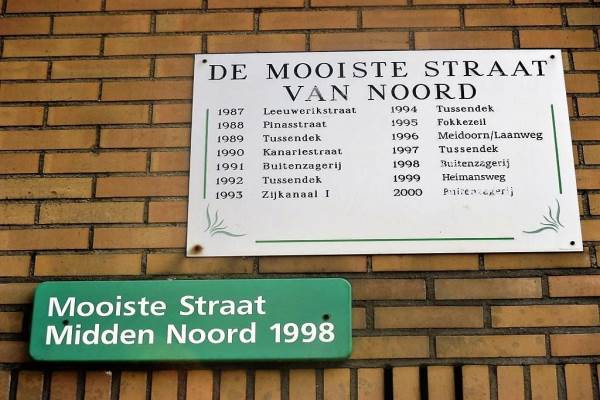 DE MOOISTE STRAAT
VAN NOORD
1987 Leeuwerikstraat
1988 Pinasstraat
1989 Tussendek
1990 Kanariestraat
1991 Buitenzagerij
1992 Tussendek
1993 Zijkanaal I
1994 Tussendek
1995 Fokkezeil
1996 Meidoorn/Laanweg
1997 Tussendek
1998 Buitenzagerij
1999 Heimansweg
2000 Buitenzagerij
Mooiste Straat
Midden Noord 1998